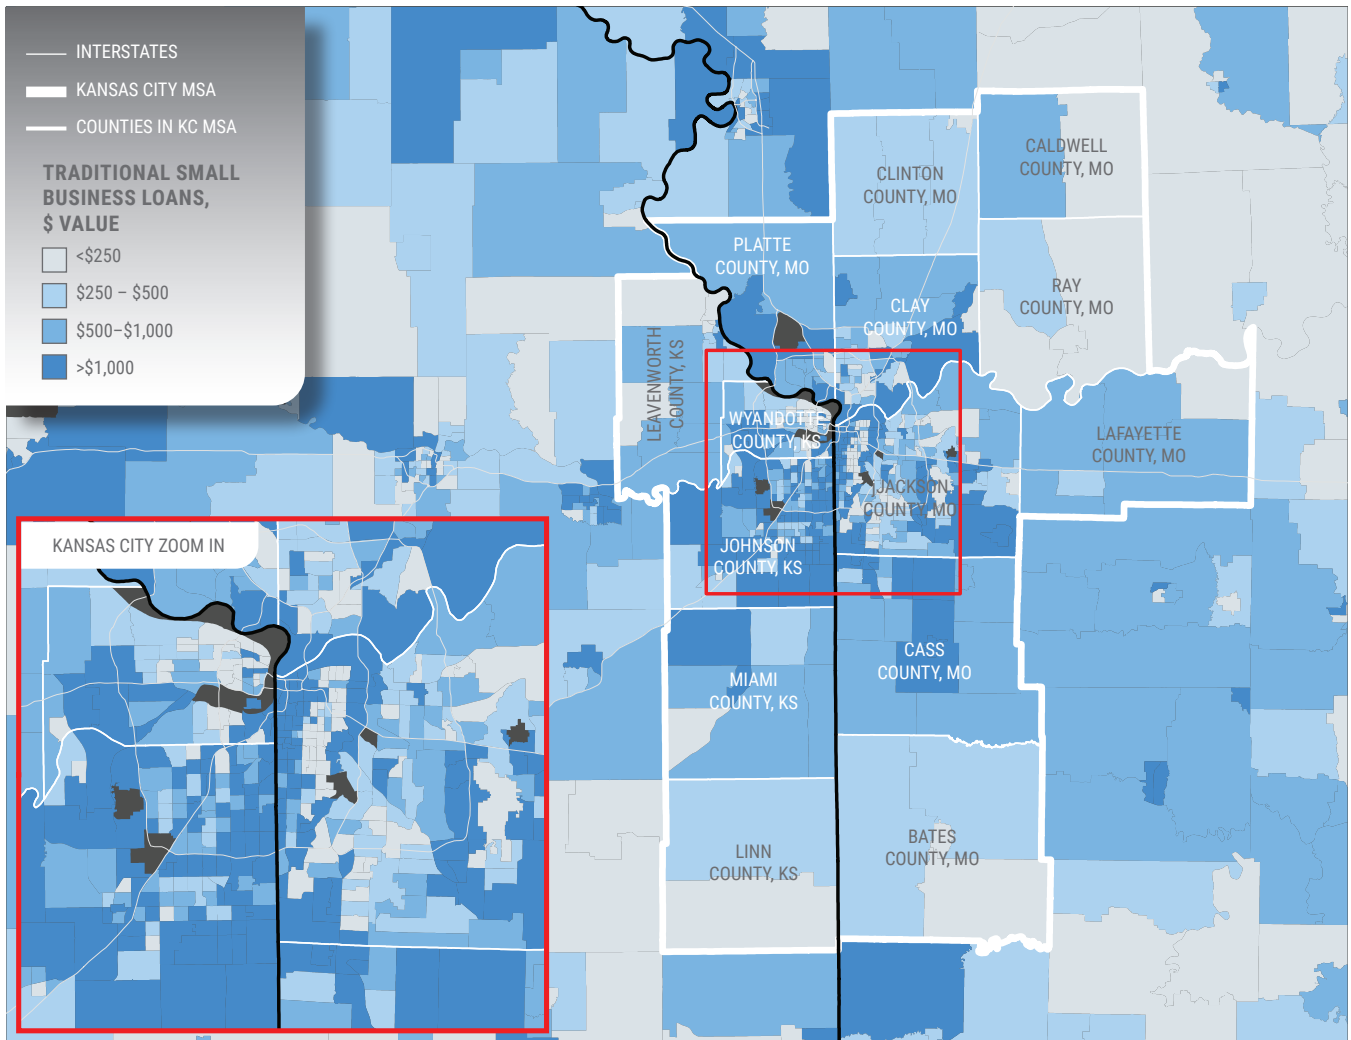 INTERSTATES
KANSAS CITY MSA
COUNTIES IN KC MSA
TRADITIONAL SMALL
BUSINESS LOANS,
$ VALUE
<$250
$250 – $500
$500–$1,000
>$1,000
CALDWELL
COUNTY, MO
CLINTON
COUNTY, MO
PLATTE
COUNTY, MO
RAY
COUNTY, MO
CLAY
COUNTY, MO
LEAVENWORTH
COUNTY, KS
WYANDOTTE
COUNTY, KS
LAFAYETTE
COUNTY, MO
JACKSON
COUNTY, MO
KANSAS CITY ZOOM IN
JOHNSON
COUNTY, KS
CASS
COUNTY, MO
MIAMI
COUNTY, KS
BATES
COUNTY, MO
LINN
COUNTY, KS